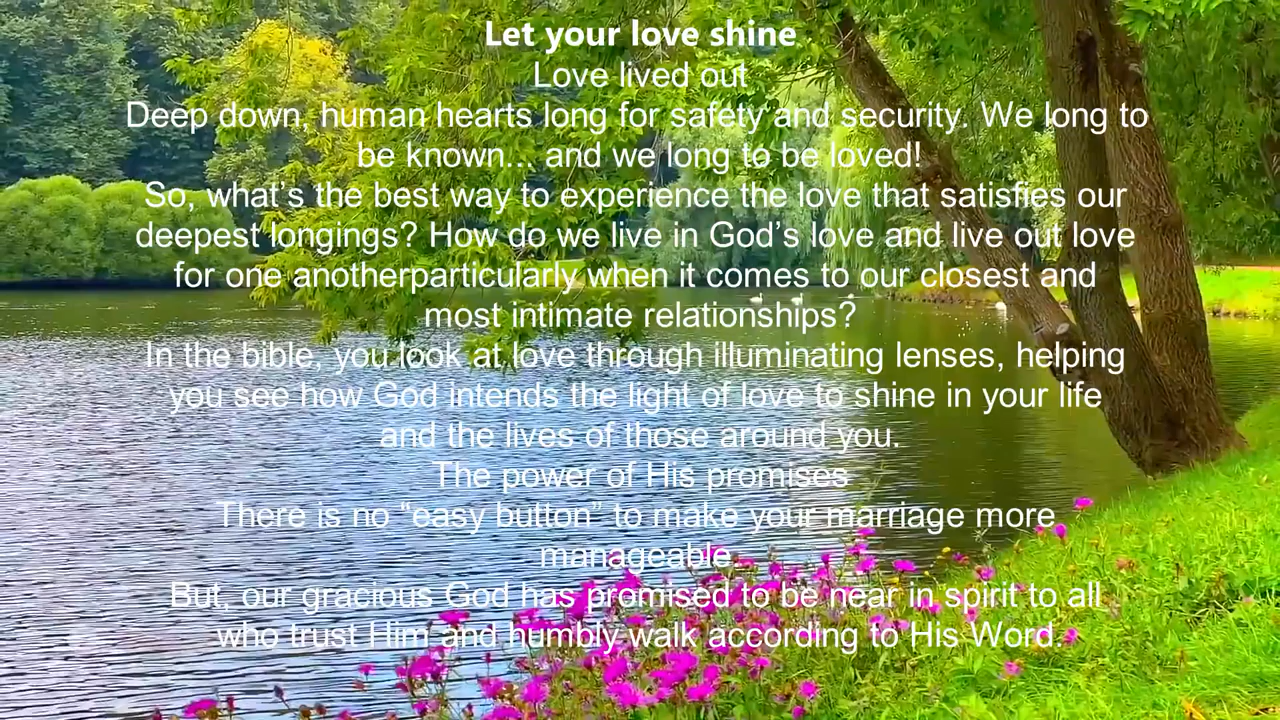 Let your love shine
Love lived out
Deep down, human hearts long for safety and security. We long to
be known... and we long to be loved!
So, what’s the best way to experience the love that satisfies our
deepest longings? How do we live in God’s love and live out love
for one anotherparticularly when it comes to our closest and
most intimate relationships?
In the bible, you look at love through illuminating lenses, helping
you see how God intends the light of love to shine in your life
and the lives of those around you.
The power of His promises
There is no “easy button” to make your marriage more
manageable.
But, our gracious God has promised to be near in spirit to all
who trust Him and humbly walk according to His Word.